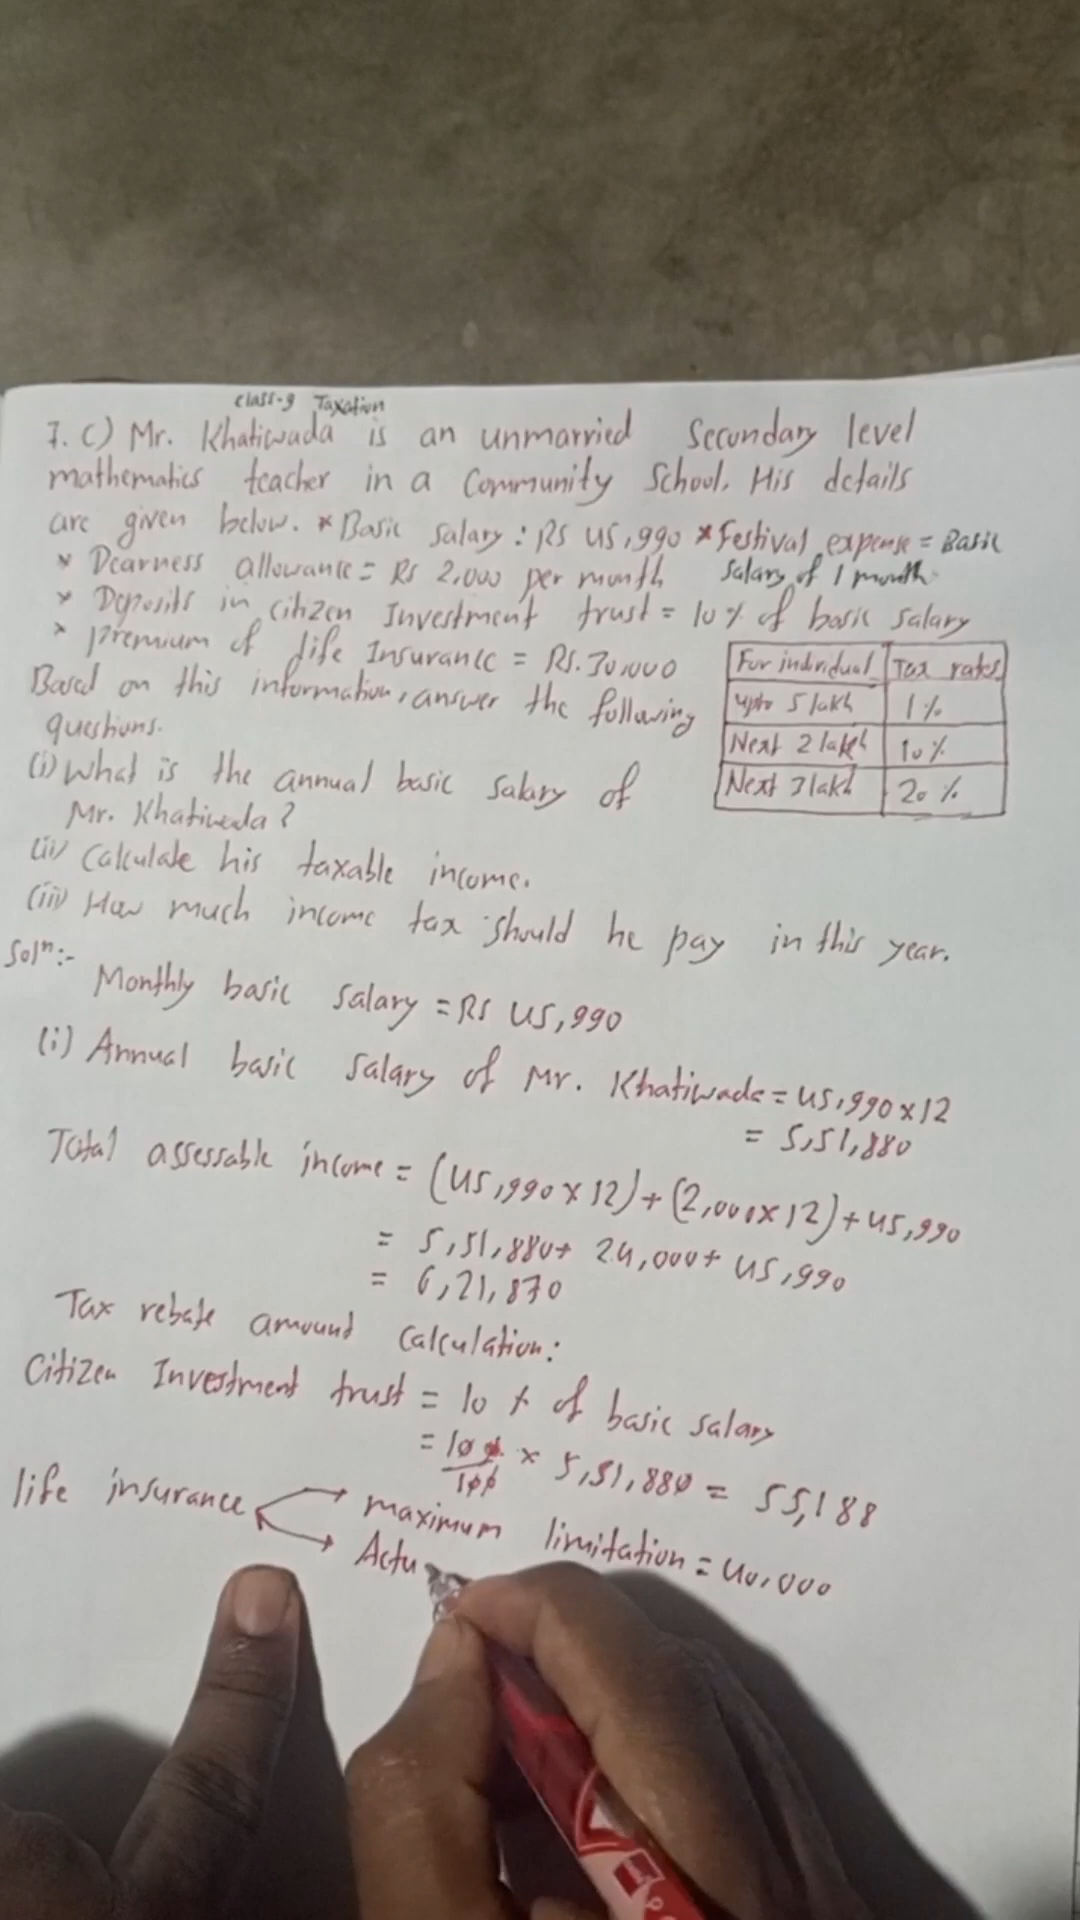 class-9 Taxation
7. c) Mr. Khatiwada is an unmarried Secundary level
mathematics teacher in a Community School. His details
are given below. * Basic salary: Rs 45,990 * Festival expense = Basic
* Dearness allowance = Rs 2,000 per month salary of 1 month.
* Deposits in citizen Investment trust = 10% of basic salary
* premium of life Insurance = Rs. 30,000
For individual Tax rates
Based on this information, answer the following
upto 5 lakh 1%
questions.
Next 2 lakh 10%
(i) What is the annual basic salary of
Next 3 lakh 20%
Mr. Khatiwada?
(ii) Calculate his taxable income.
(iii) How much income tax should he pay in this year.
Solⁿ:-
Monthly basic salary = Rs 45,990
(i) Annual basic salary of Mr. Khatiwada = 45,990 x 12
= 5,51,880
Total assessable income = (45,990 x 12) + (2,000x12) + 45,990
= 5,51,880 + 24,000 + 45,990
= 6,21,870
Tax rebate amount calculation:
Citizen Investment trust = 10 % of basic salary
= 10/100 x 5,51,880 = 55,188
life insurance → maximum limitation = 40,000
→ Actu